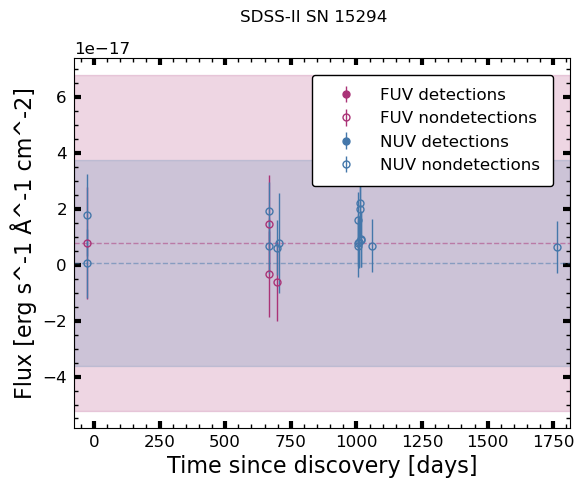 SDSS-II SN 15294
1e−17
FUV detections
FUV nondetections
NUV detections
NUV nondetections
6
4
2
0
−2
−4
Flux [erg s^-1 Å^-1 cm^-2]
0 250 500 750 1000 1250 1500 1750
Time since discovery [days]